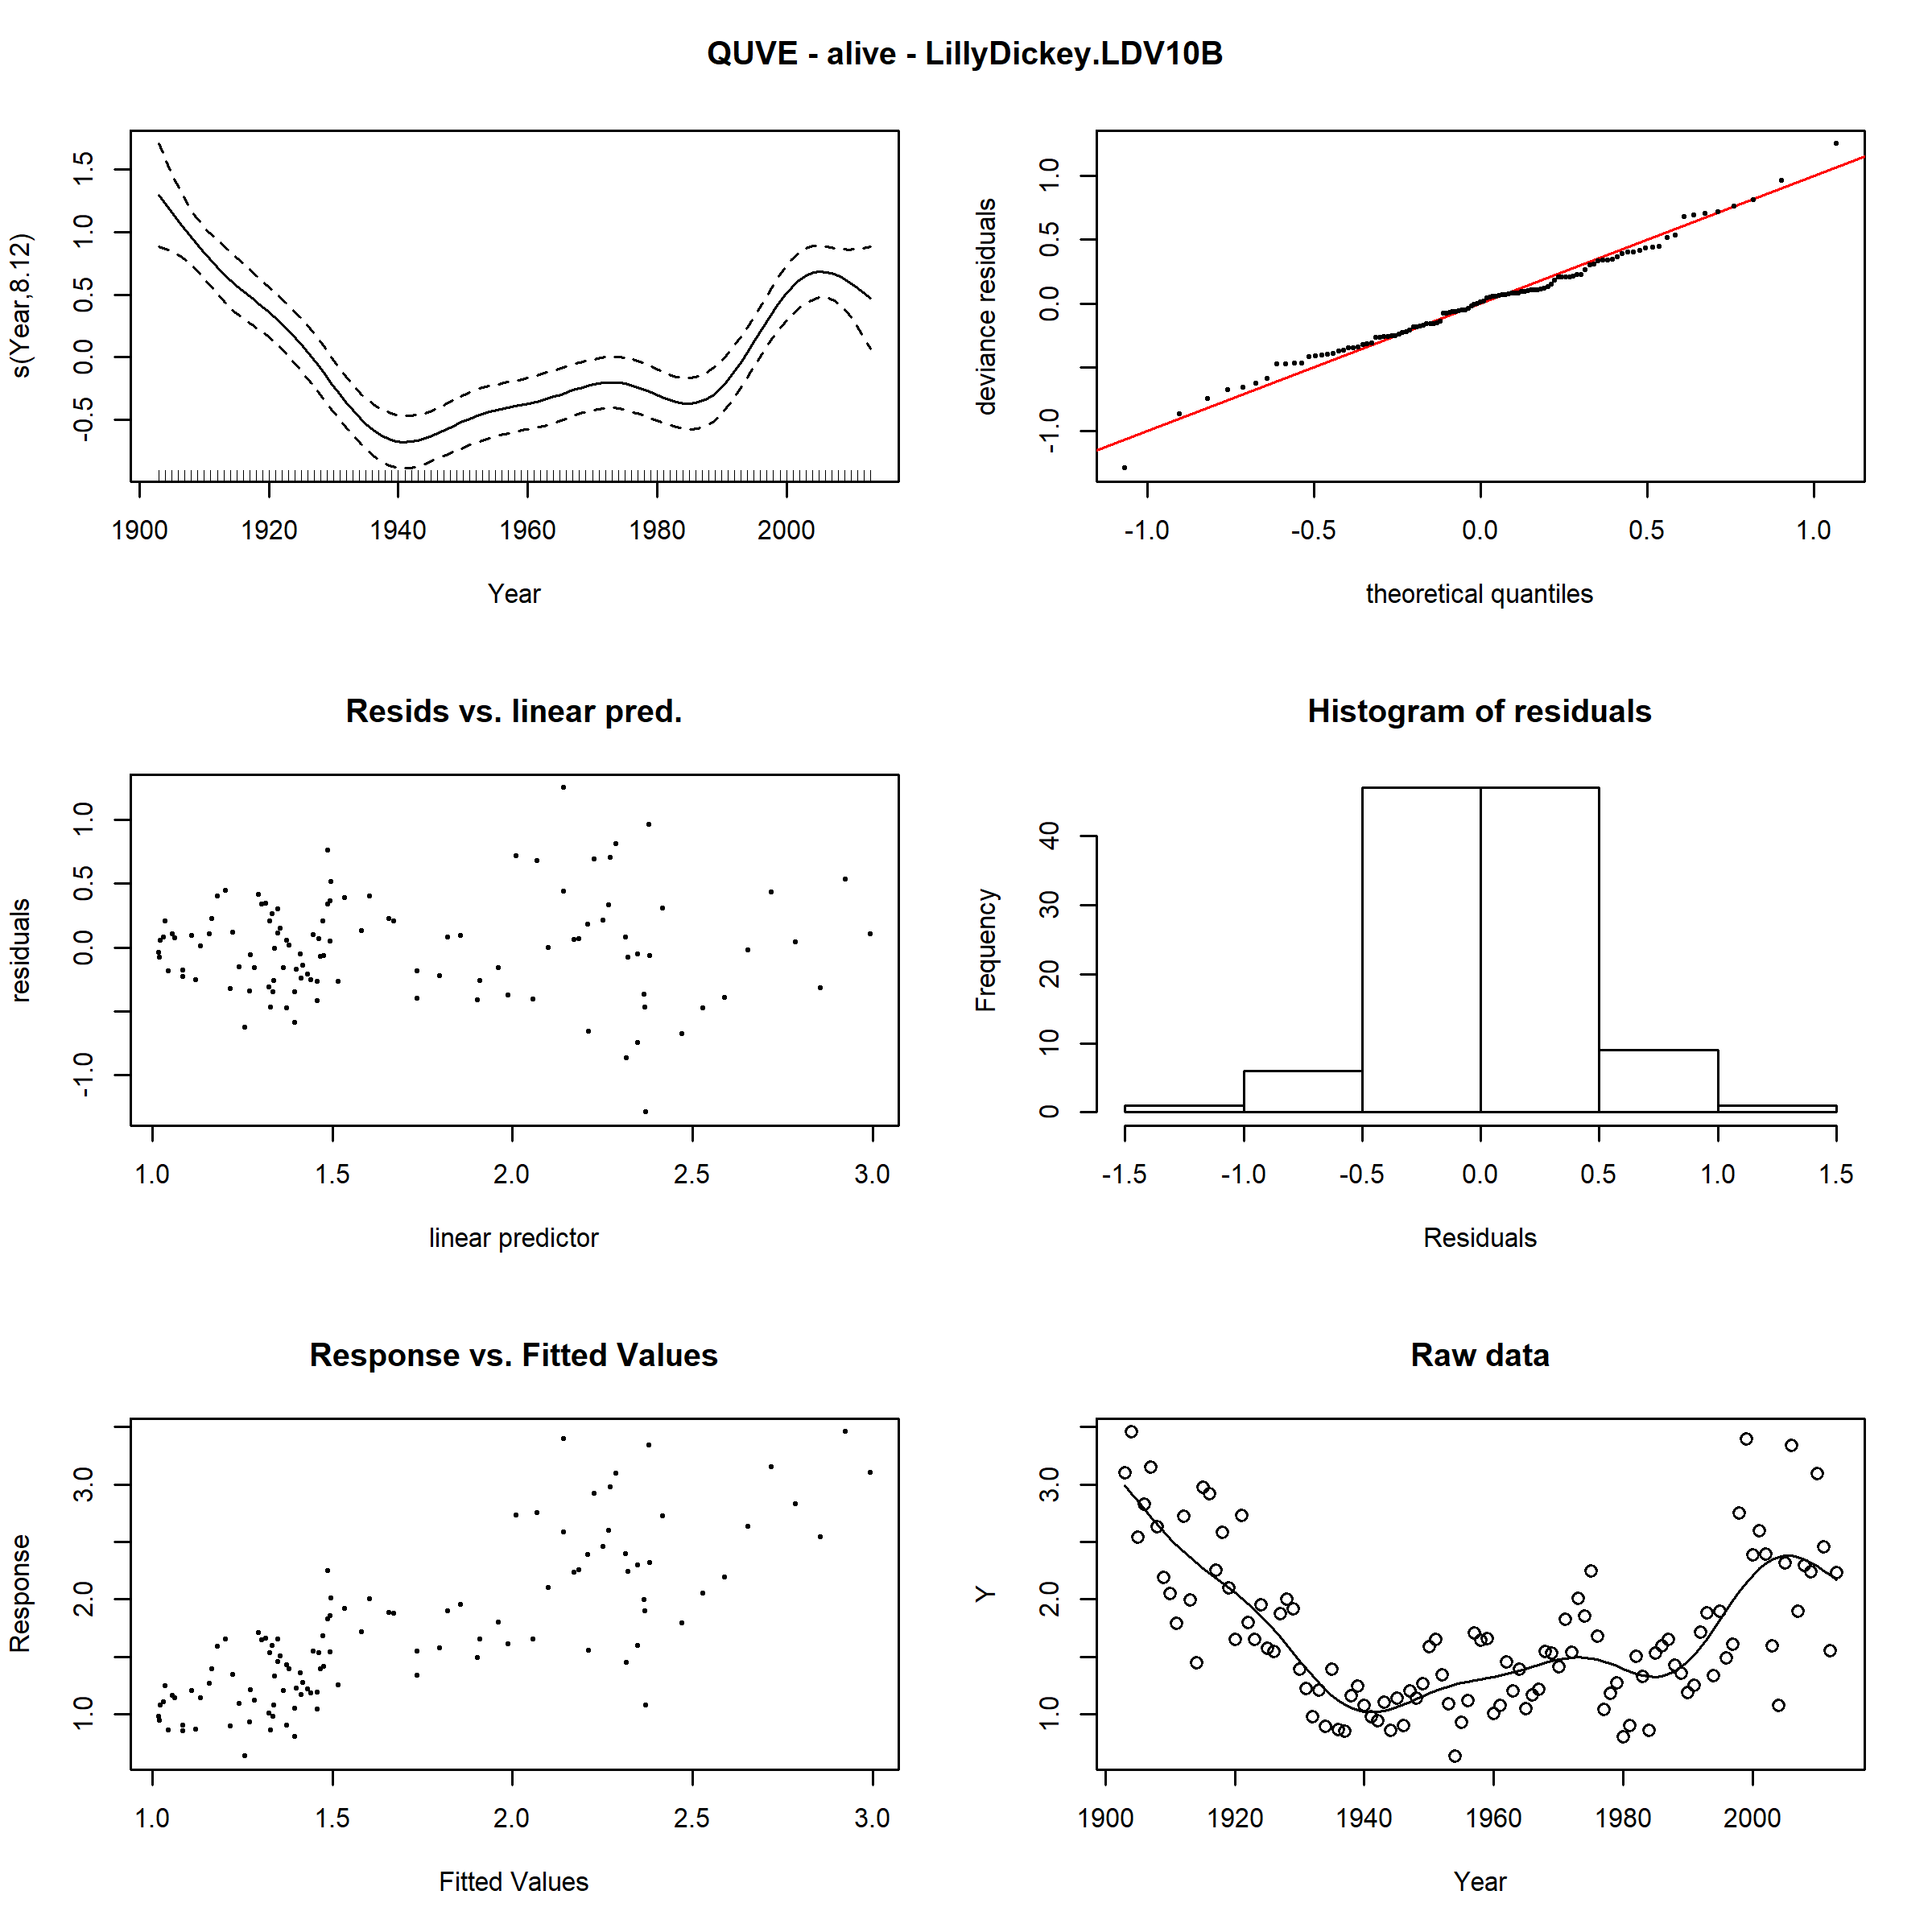 QUVE - alive - LillyDickey.LDV10B
s(Year,8.12)
-0.5 0.0 0.5 1.0 1.5
1900 1920 1940 1960 1980 2000
Year
deviance residuals
-1.0 0.0 0.5 1.0
-1.0 -0.5 0.0 0.5 1.0
theoretical quantiles
Resids vs. linear pred.
residuals
-1.0 0.0 0.5 1.0
1.0 1.5 2.0 2.5 3.0
linear predictor
Histogram of residuals
Frequency
0 10 20 30 40
-1.5 -1.0 -0.5 0.0 0.5 1.0 1.5
Residuals
Response vs. Fitted Values
Response
1.0 2.0 3.0
1.0 1.5 2.0 2.5 3.0
Fitted Values
Raw data
Y
1.0 2.0 3.0
1900 1920 1940 1960 1980 2000
Year